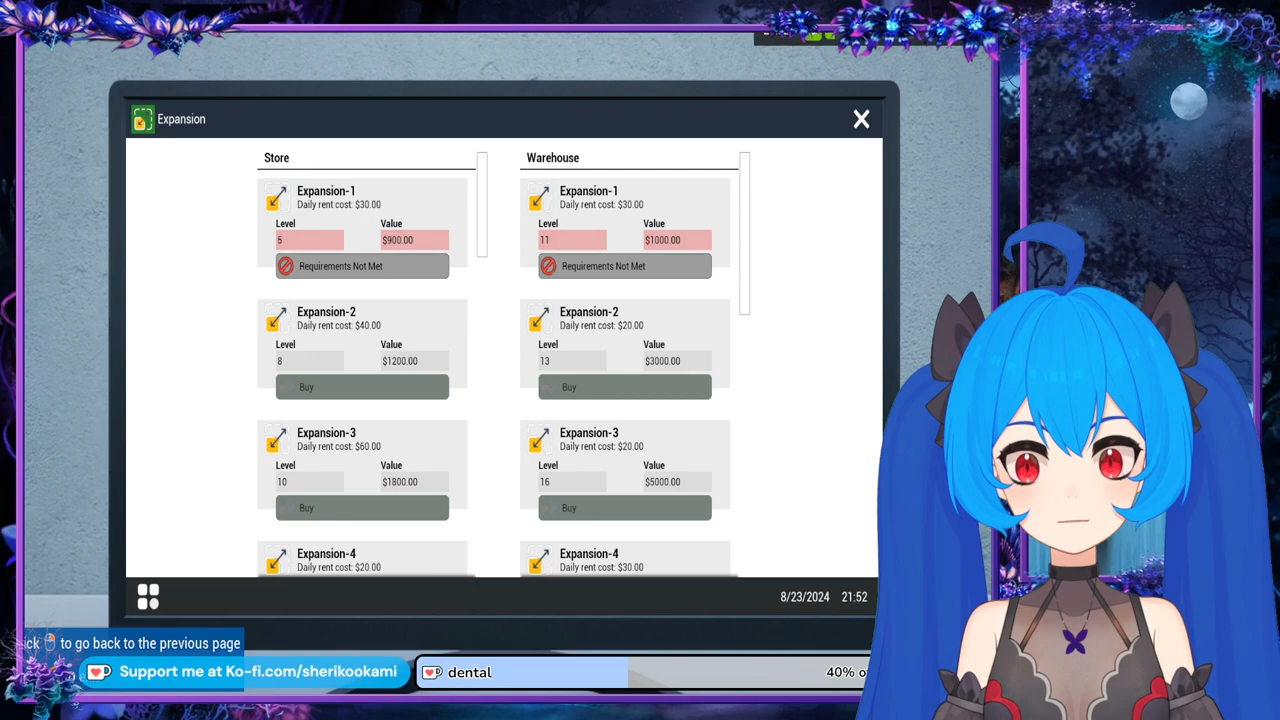 Expansion
Store
Expansion-1
Daily rent cost: $30.00
Level Value
5 $900.00
Requirements Not Met
Expansion-2
Daily rent cost: $40.00
Level Value
8 $1200.00
Buy
Expansion-3
Daily rent cost: $60.00
Level Value
10 $1800.00
Buy
Expansion-4
Daily rent cost: $20.00
Warehouse
Expansion-1
Daily rent cost: $30.00
Level Value
11 $1000.00
Requirements Not Met
Expansion-2
Daily rent cost: $20.00
Level Value
13 $3000.00
Buy
Expansion-3
Daily rent cost: $20.00
Level Value
16 $5000.00
Buy
Expansion-4
Daily rent cost: $30.00
8/23/2024 21:52
ick to go back to the previous page
Support me at Ko-fi.com/sherikookami
dental 40% o